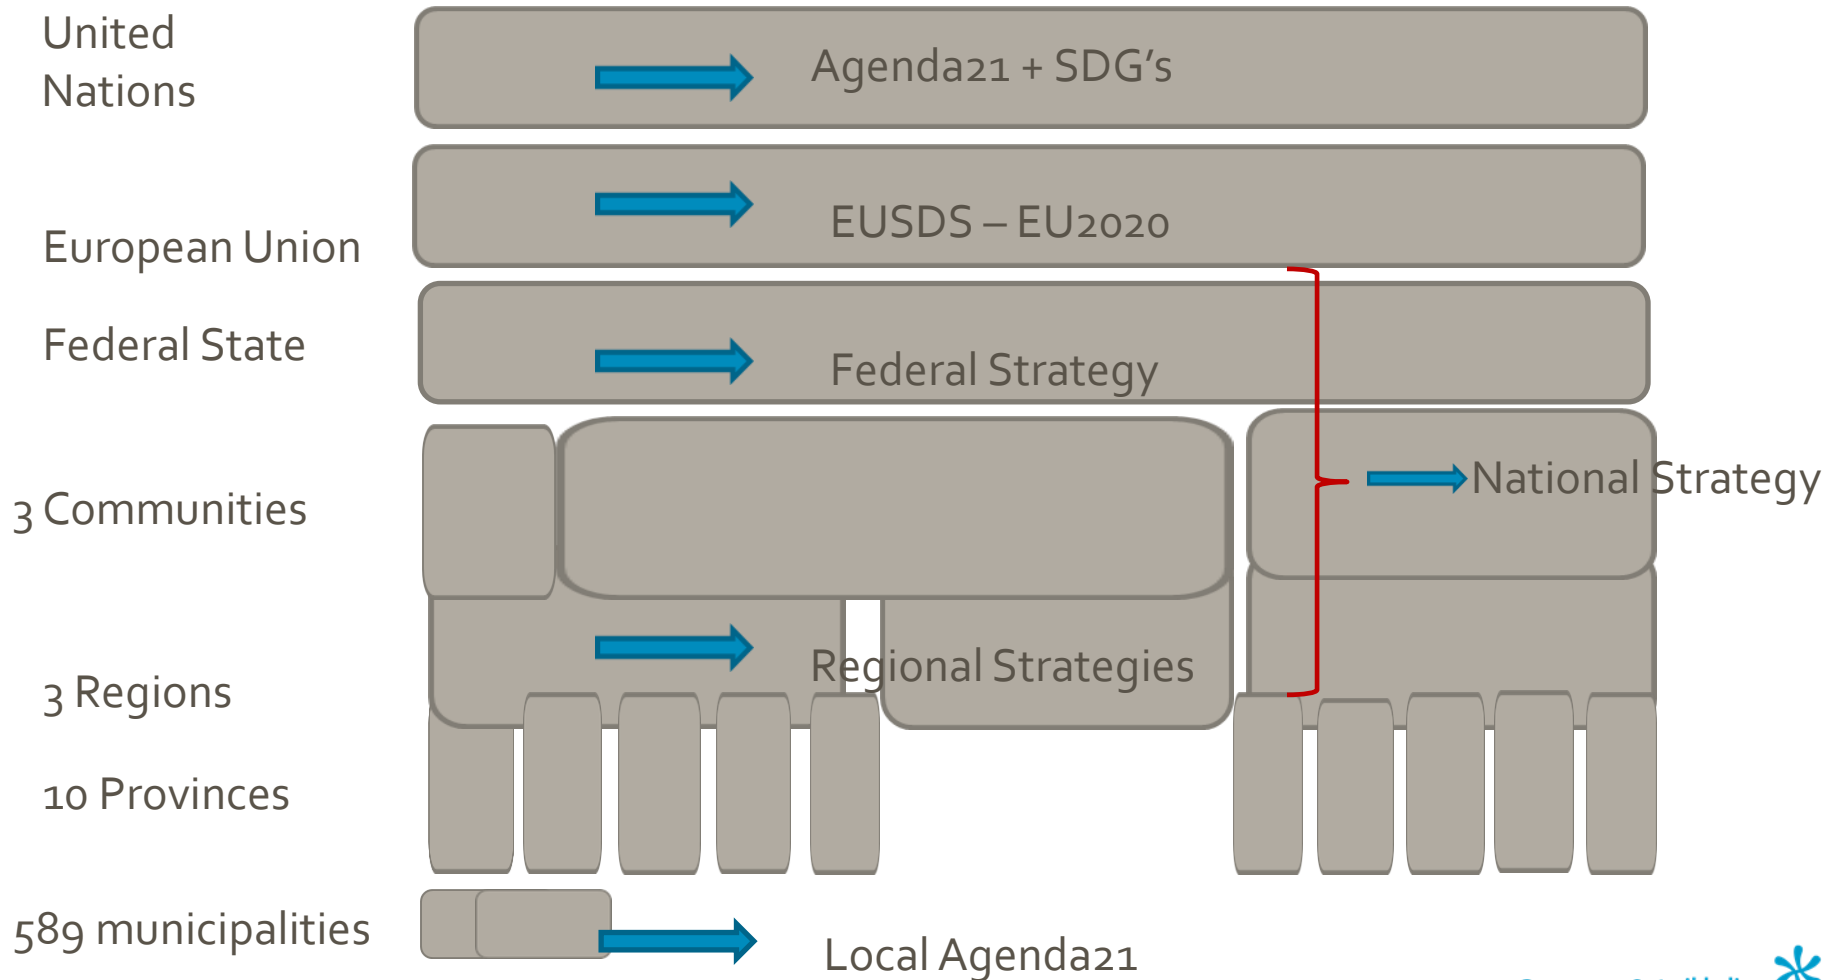 United
Nations
Agenda21 + SDG's
EUSDS – EU2020
European Union
Federal State
Federal Strategy
National Strategy
3 Communities
Regional Strategies
3 Regions
10 Provinces
589 municipalities
Local Agenda21